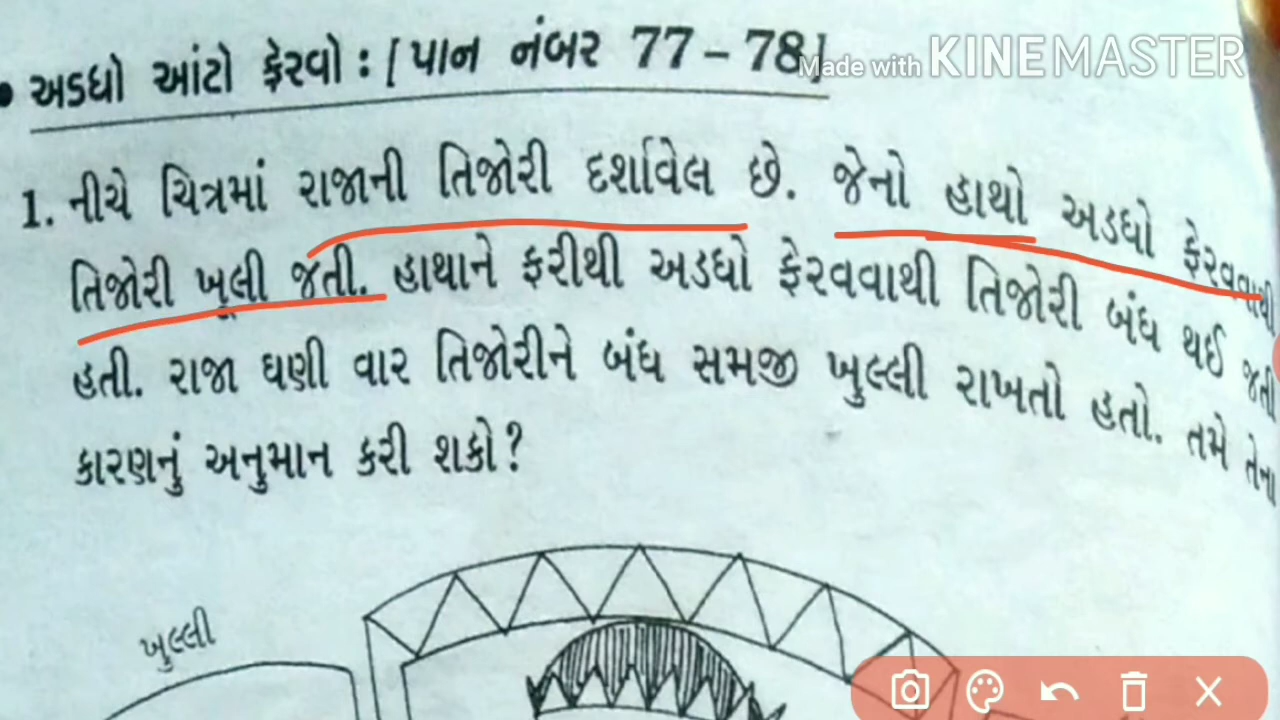 • અડધો આંટો ફેરવો : [ પાન નંબર 77 – 78 ]
Made with KINEMASTER
1. નીચે ચિત્રમાં રાજાની તિજોરી દર્શાવેલ છે. જેનો હાથો અડધો ફેરવવાથી
તિજોરી ખૂલી જતી. હાથાને ફરીથી અડધો ફેરવવાથી તિજોરી બંધ થઈ જતી
હતી. રાજા ઘણી વાર તિજોરીને બંધ સમજી ખુલ્લી રાખતો હતો. તમે તેના
કારણનું અનુમાન કરી શકો?
ખુલ્લી